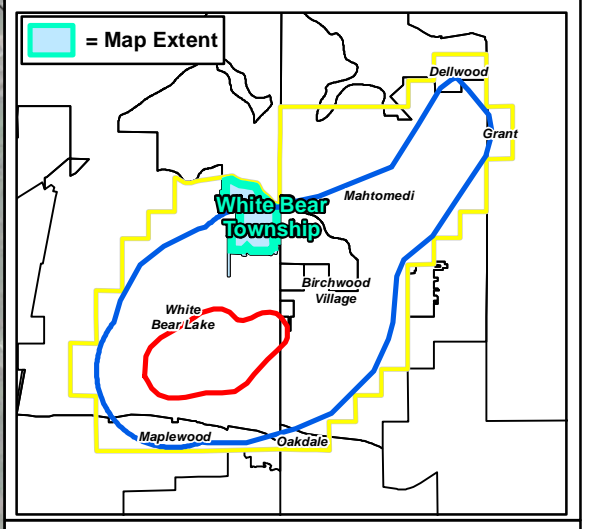 = Map Extent
Dellwood
Grant
Mahtomedi
White Bear
Township
Birchwood
Village
White
Bear Lake
Maplewood
Oakdale